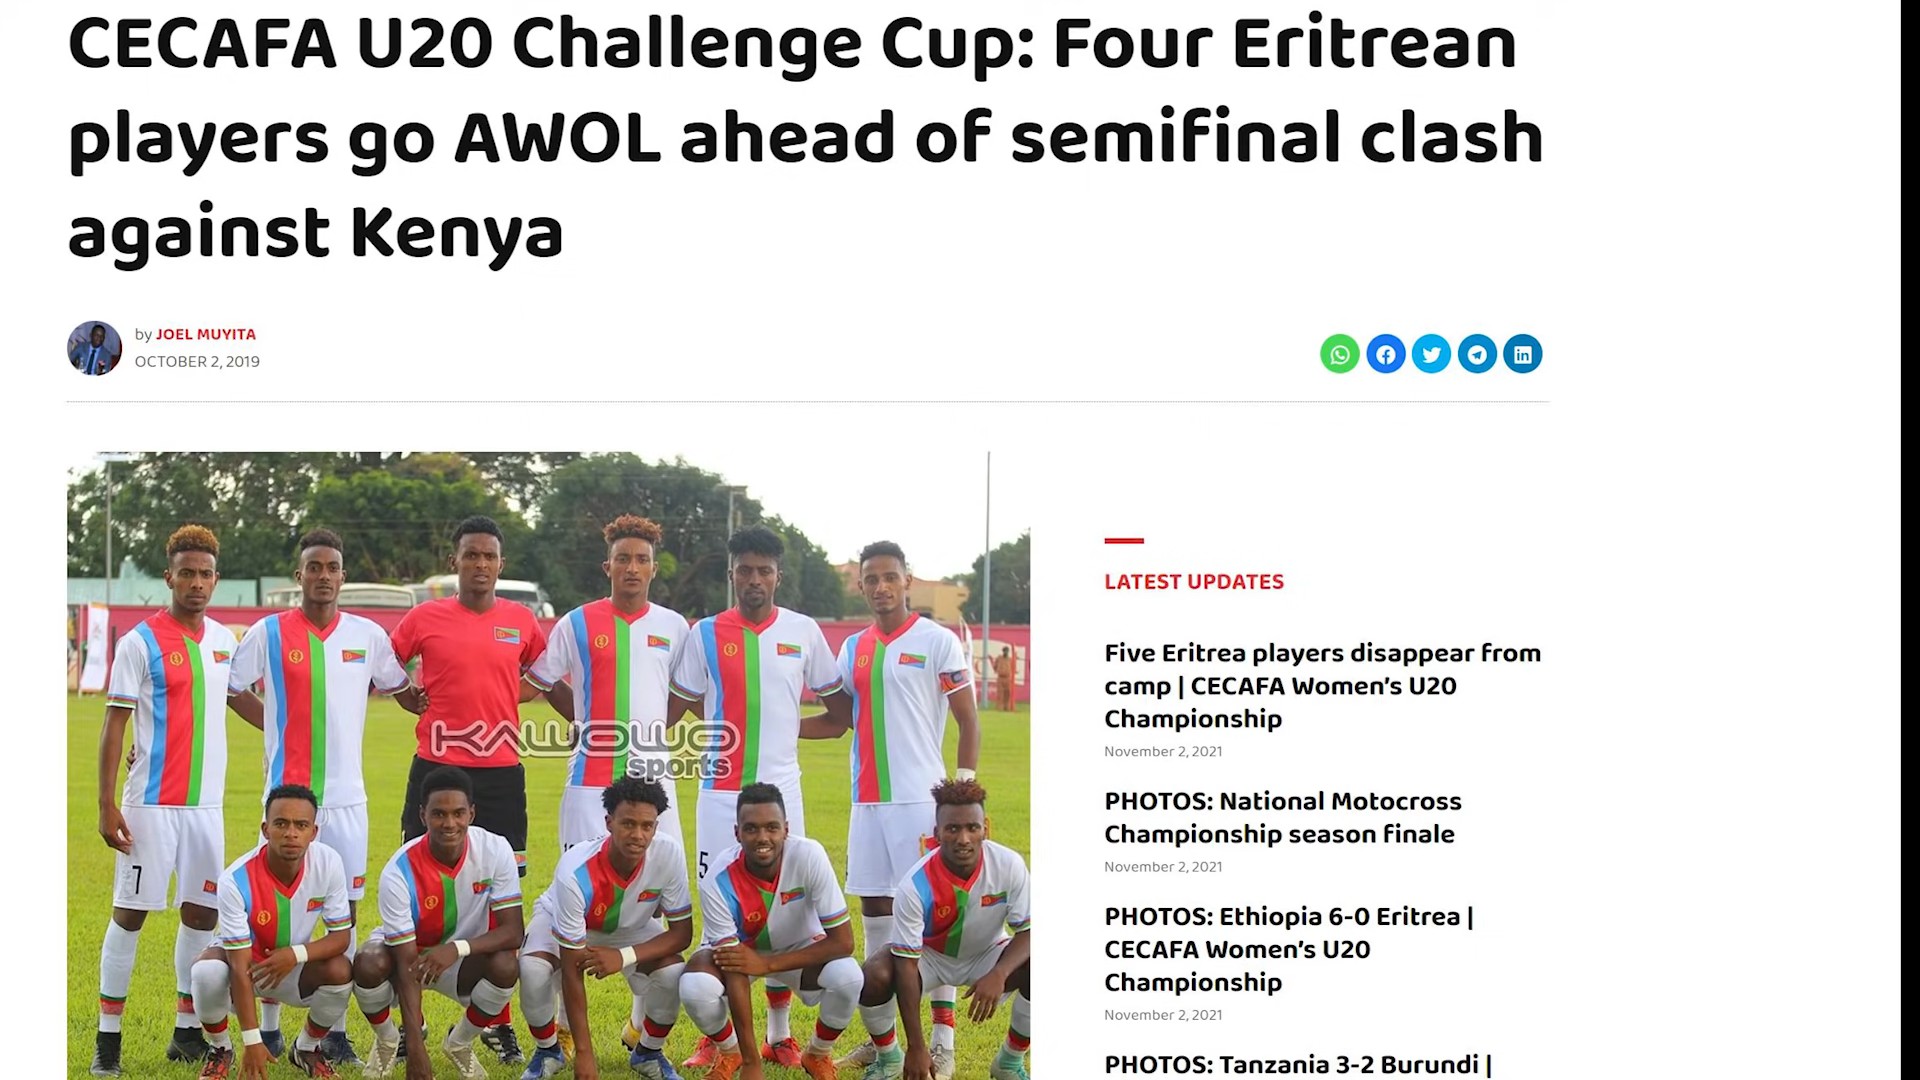 CECAFA U20 Challenge Cup: Four Eritrean
players go AWOL ahead of semifinal clash
against Kenya
by JOEL MUYITA
OCTOBER 2, 2019
KAWOWO
sports
7
5
LATEST UPDATES
Five Eritrea players disappear from
camp | CECAFA Women’s U20
Championship
November 2, 2021
PHOTOS: National Motocross
Championship season finale
November 2, 2021
PHOTOS: Ethiopia 6-0 Eritrea |
CECAFA Women’s U20
Championship
November 2, 2021
PHOTOS: Tanzania 3-2 Burundi |